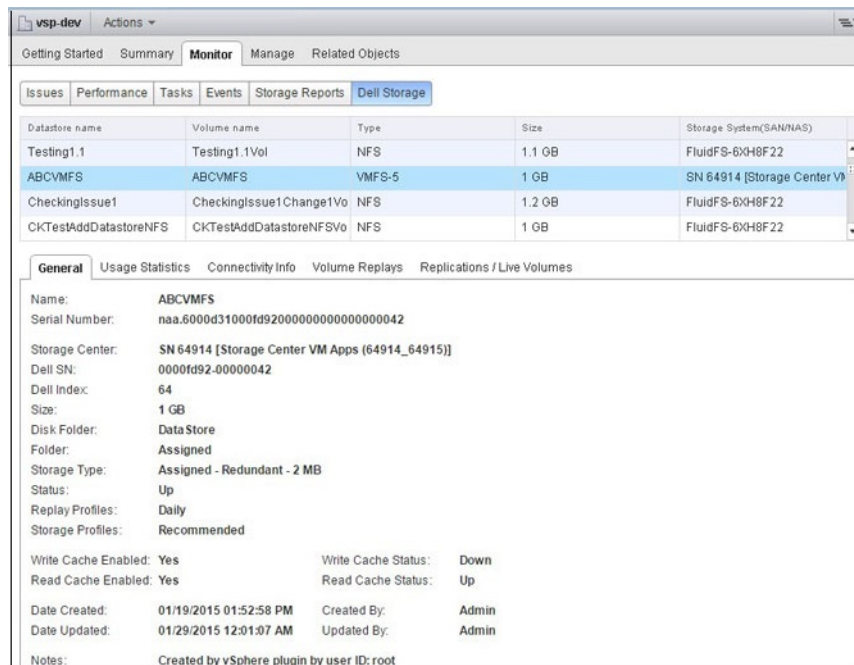 vsp-dev Actions
Getting Started Summary Monitor Manage Related Objects
Issues Performance Tasks Events Storage Reports Dell Storage
Datastore name Volume name Type Size Storage System(SAN/NAS)
Testing1.1 Testing1.1Vol NFS 1.1 GB FluidFS-6XH8F22
ABCVMFS ABCVMFS VMFS-5 1 GB SN 64914 [Storage Center VM
CheckingIssue1 CheckingIssue1Change1Vo NFS 1.2 GB FluidFS-6XH8F22
CKTestAddDatastoreNFS CKTestAddDatastoreNFSVo NFS 1 GB FluidFS-6XH8F22
General Usage Statistics Connectivity Info Volume Replays Replications / Live Volumes
Name: ABCVMFS
Serial Number: naa.6000d31000fd92000000000000000042
Storage Center: SN 64914 [Storage Center VM Apps (64914_64915)]
Dell SN: 0000fd92-00000042
Dell Index: 64
Size: 1 GB
Disk Folder: DataStore
Folder: Assigned
Storage Type: Assigned - Redundant - 2 MB
Status: Up
Replay Profiles: Daily
Storage Profiles: Recommended
Write Cache Enabled: Yes Write Cache Status: Down
Read Cache Enabled: Yes Read Cache Status: Up
Date Created: 01/19/2015 01:52:58 PM Created By: Admin
Date Updated: 01/29/2015 12:01:07 AM Updated By: Admin
Notes: Created by vSphere plugin by user ID: root